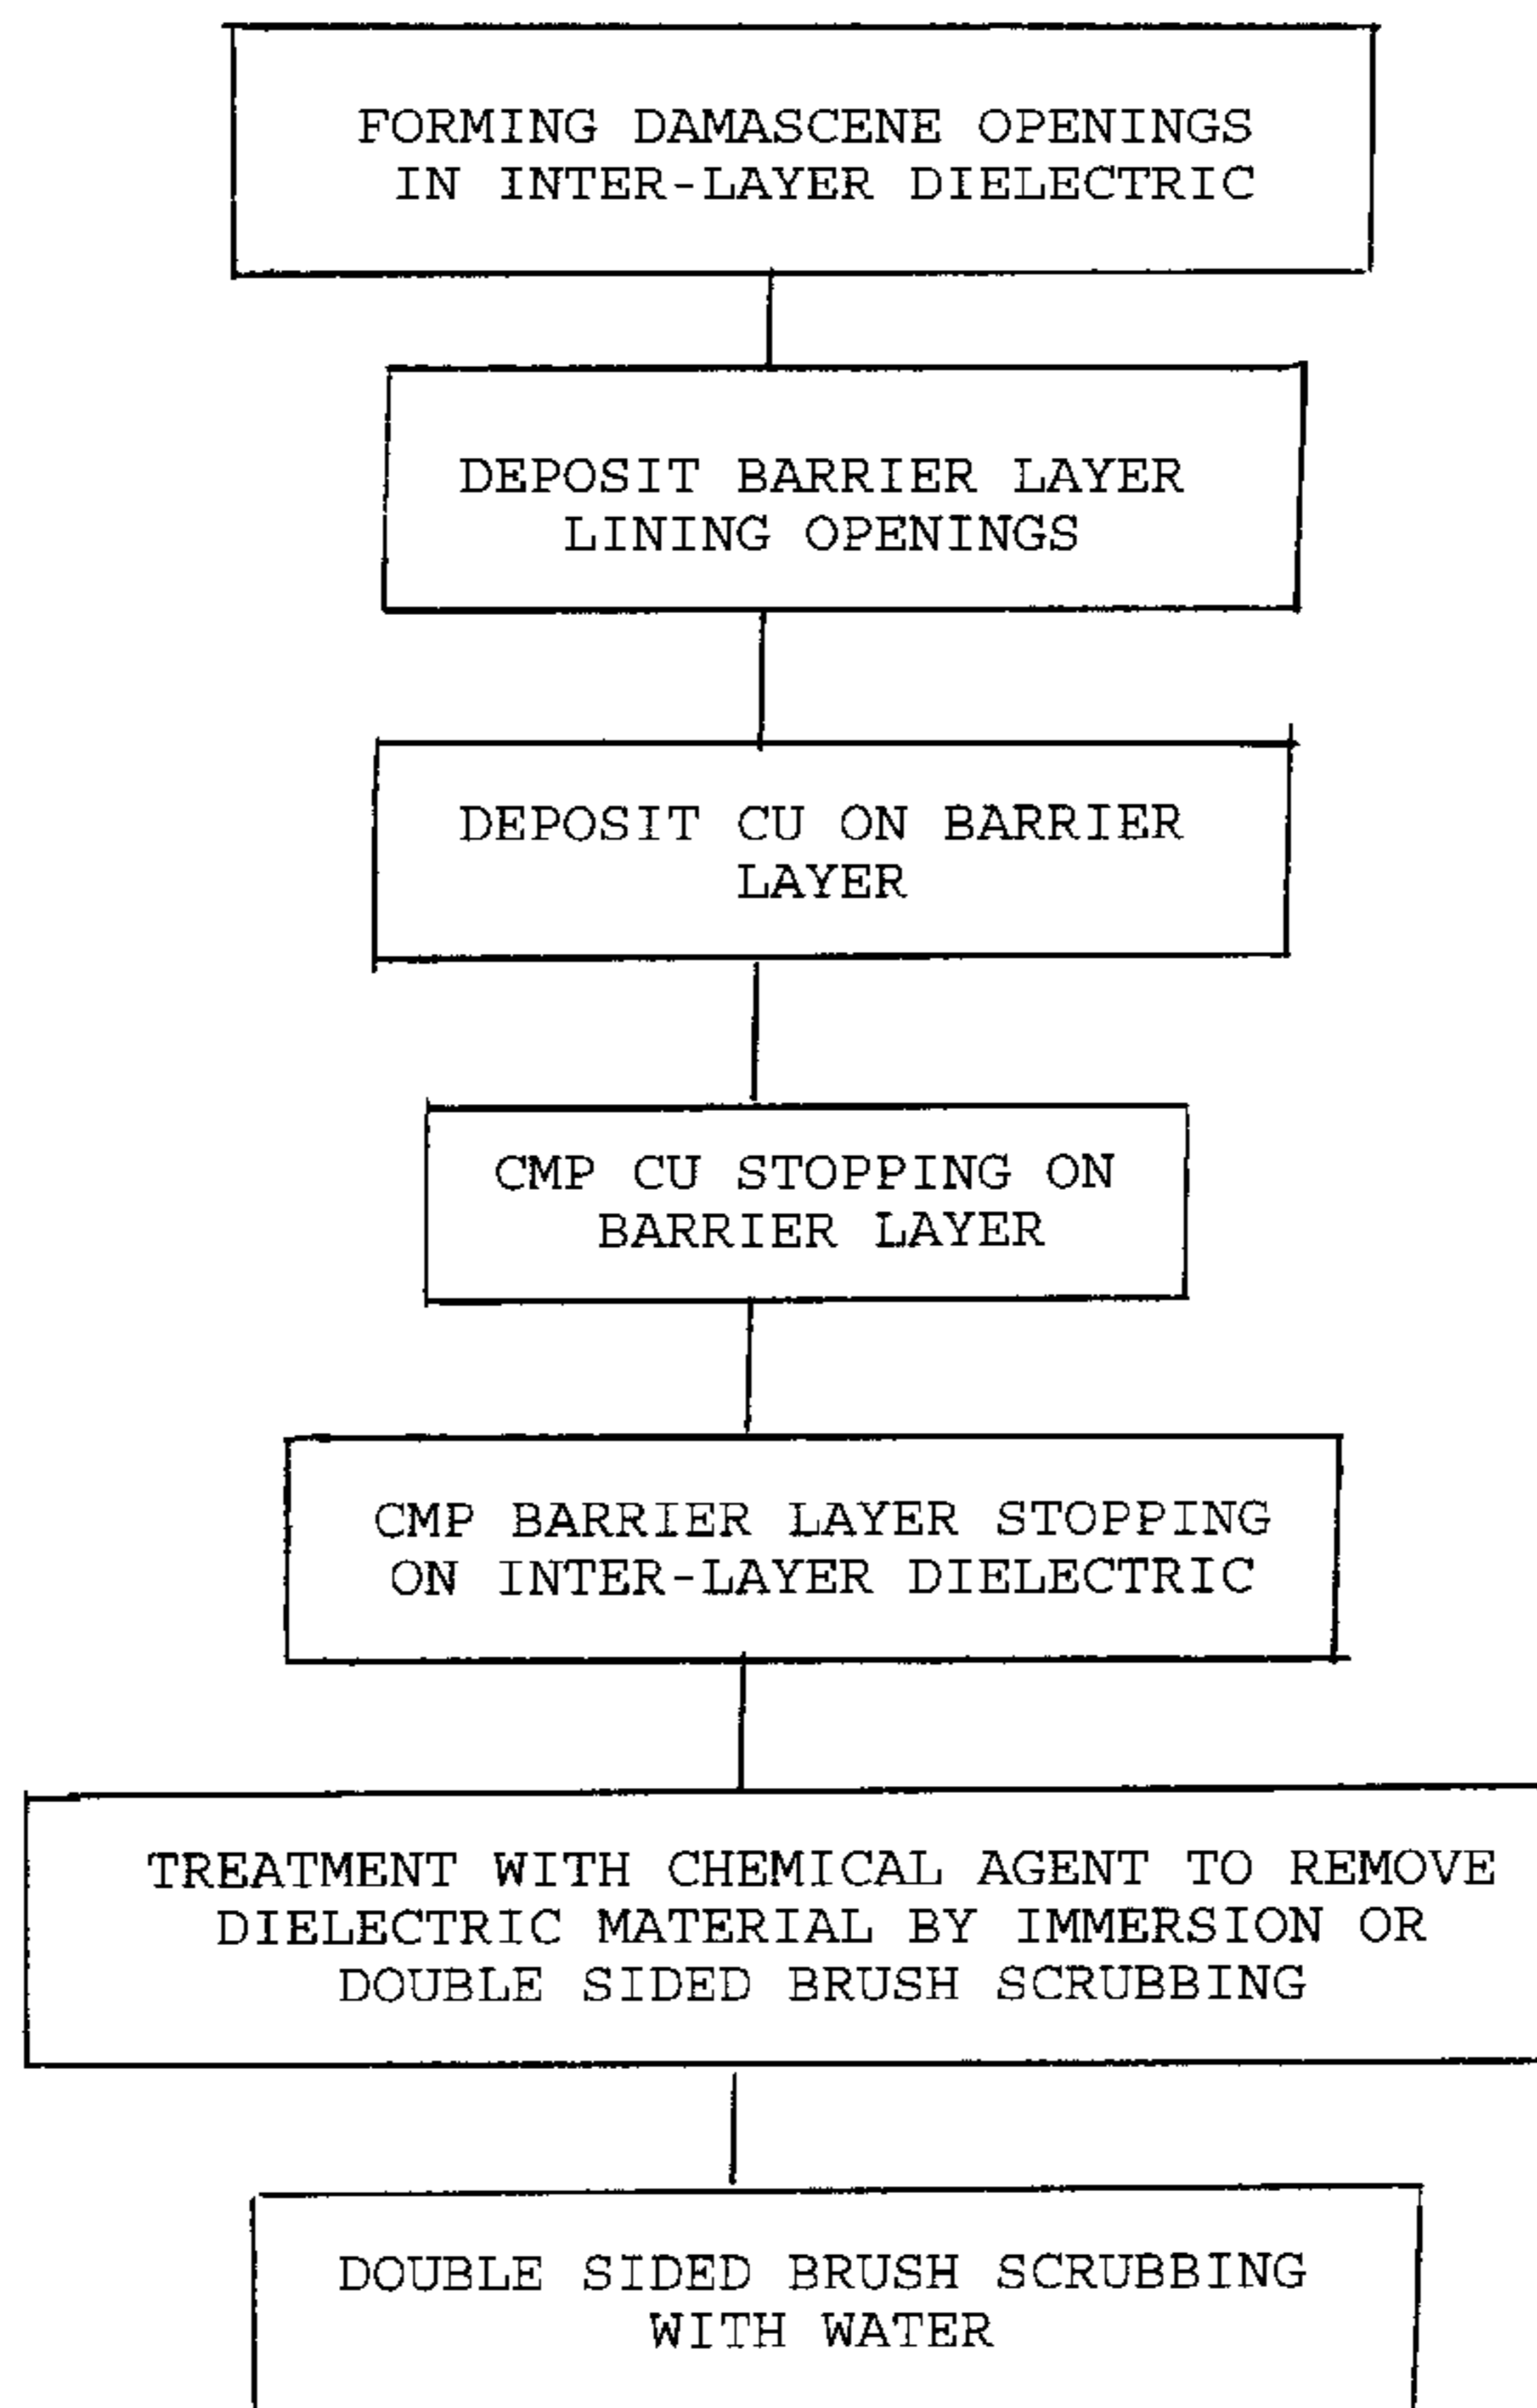 FORMING DAMASCENE OPENINGS
IN INTER-LAYER DIELECTRIC
DEPOSIT BARRIER LAYER
LINING OPENINGS
DEPOSIT CU ON BARRIER
LAYER
CMP CU STOPPING ON
BARRIER LAYER
CMP BARRIER LAYER STOPPING
ON INTER-LAYER DIELECTRIC
TREATMENT WITH CHEMICAL AGENT TO REMOVE
DIELECTRIC MATERIAL BY IMMERSION OR
DOUBLE SIDED BRUSH SCRUBBING
DOUBLE SIDED BRUSH SCRUBBING
WITH WATER